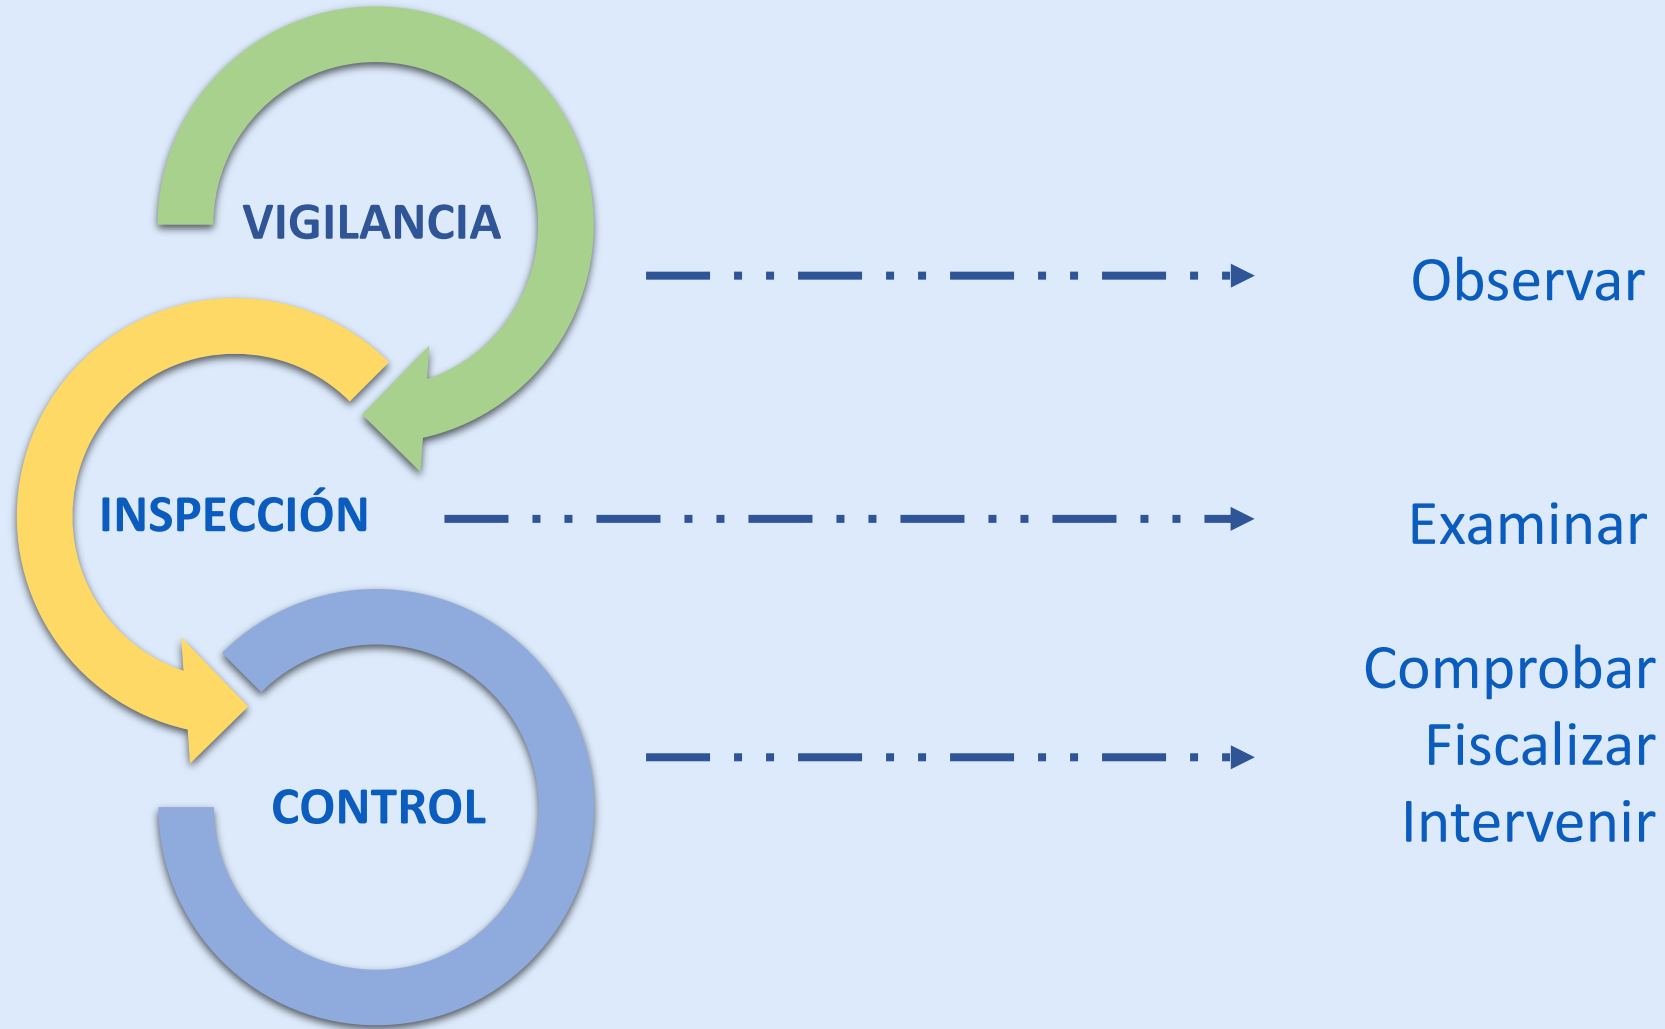 VIGILANCIA
Observar
INSPECCIÓN
Examinar
CONTROL
Comprobar
Fiscalizar
Intervenir